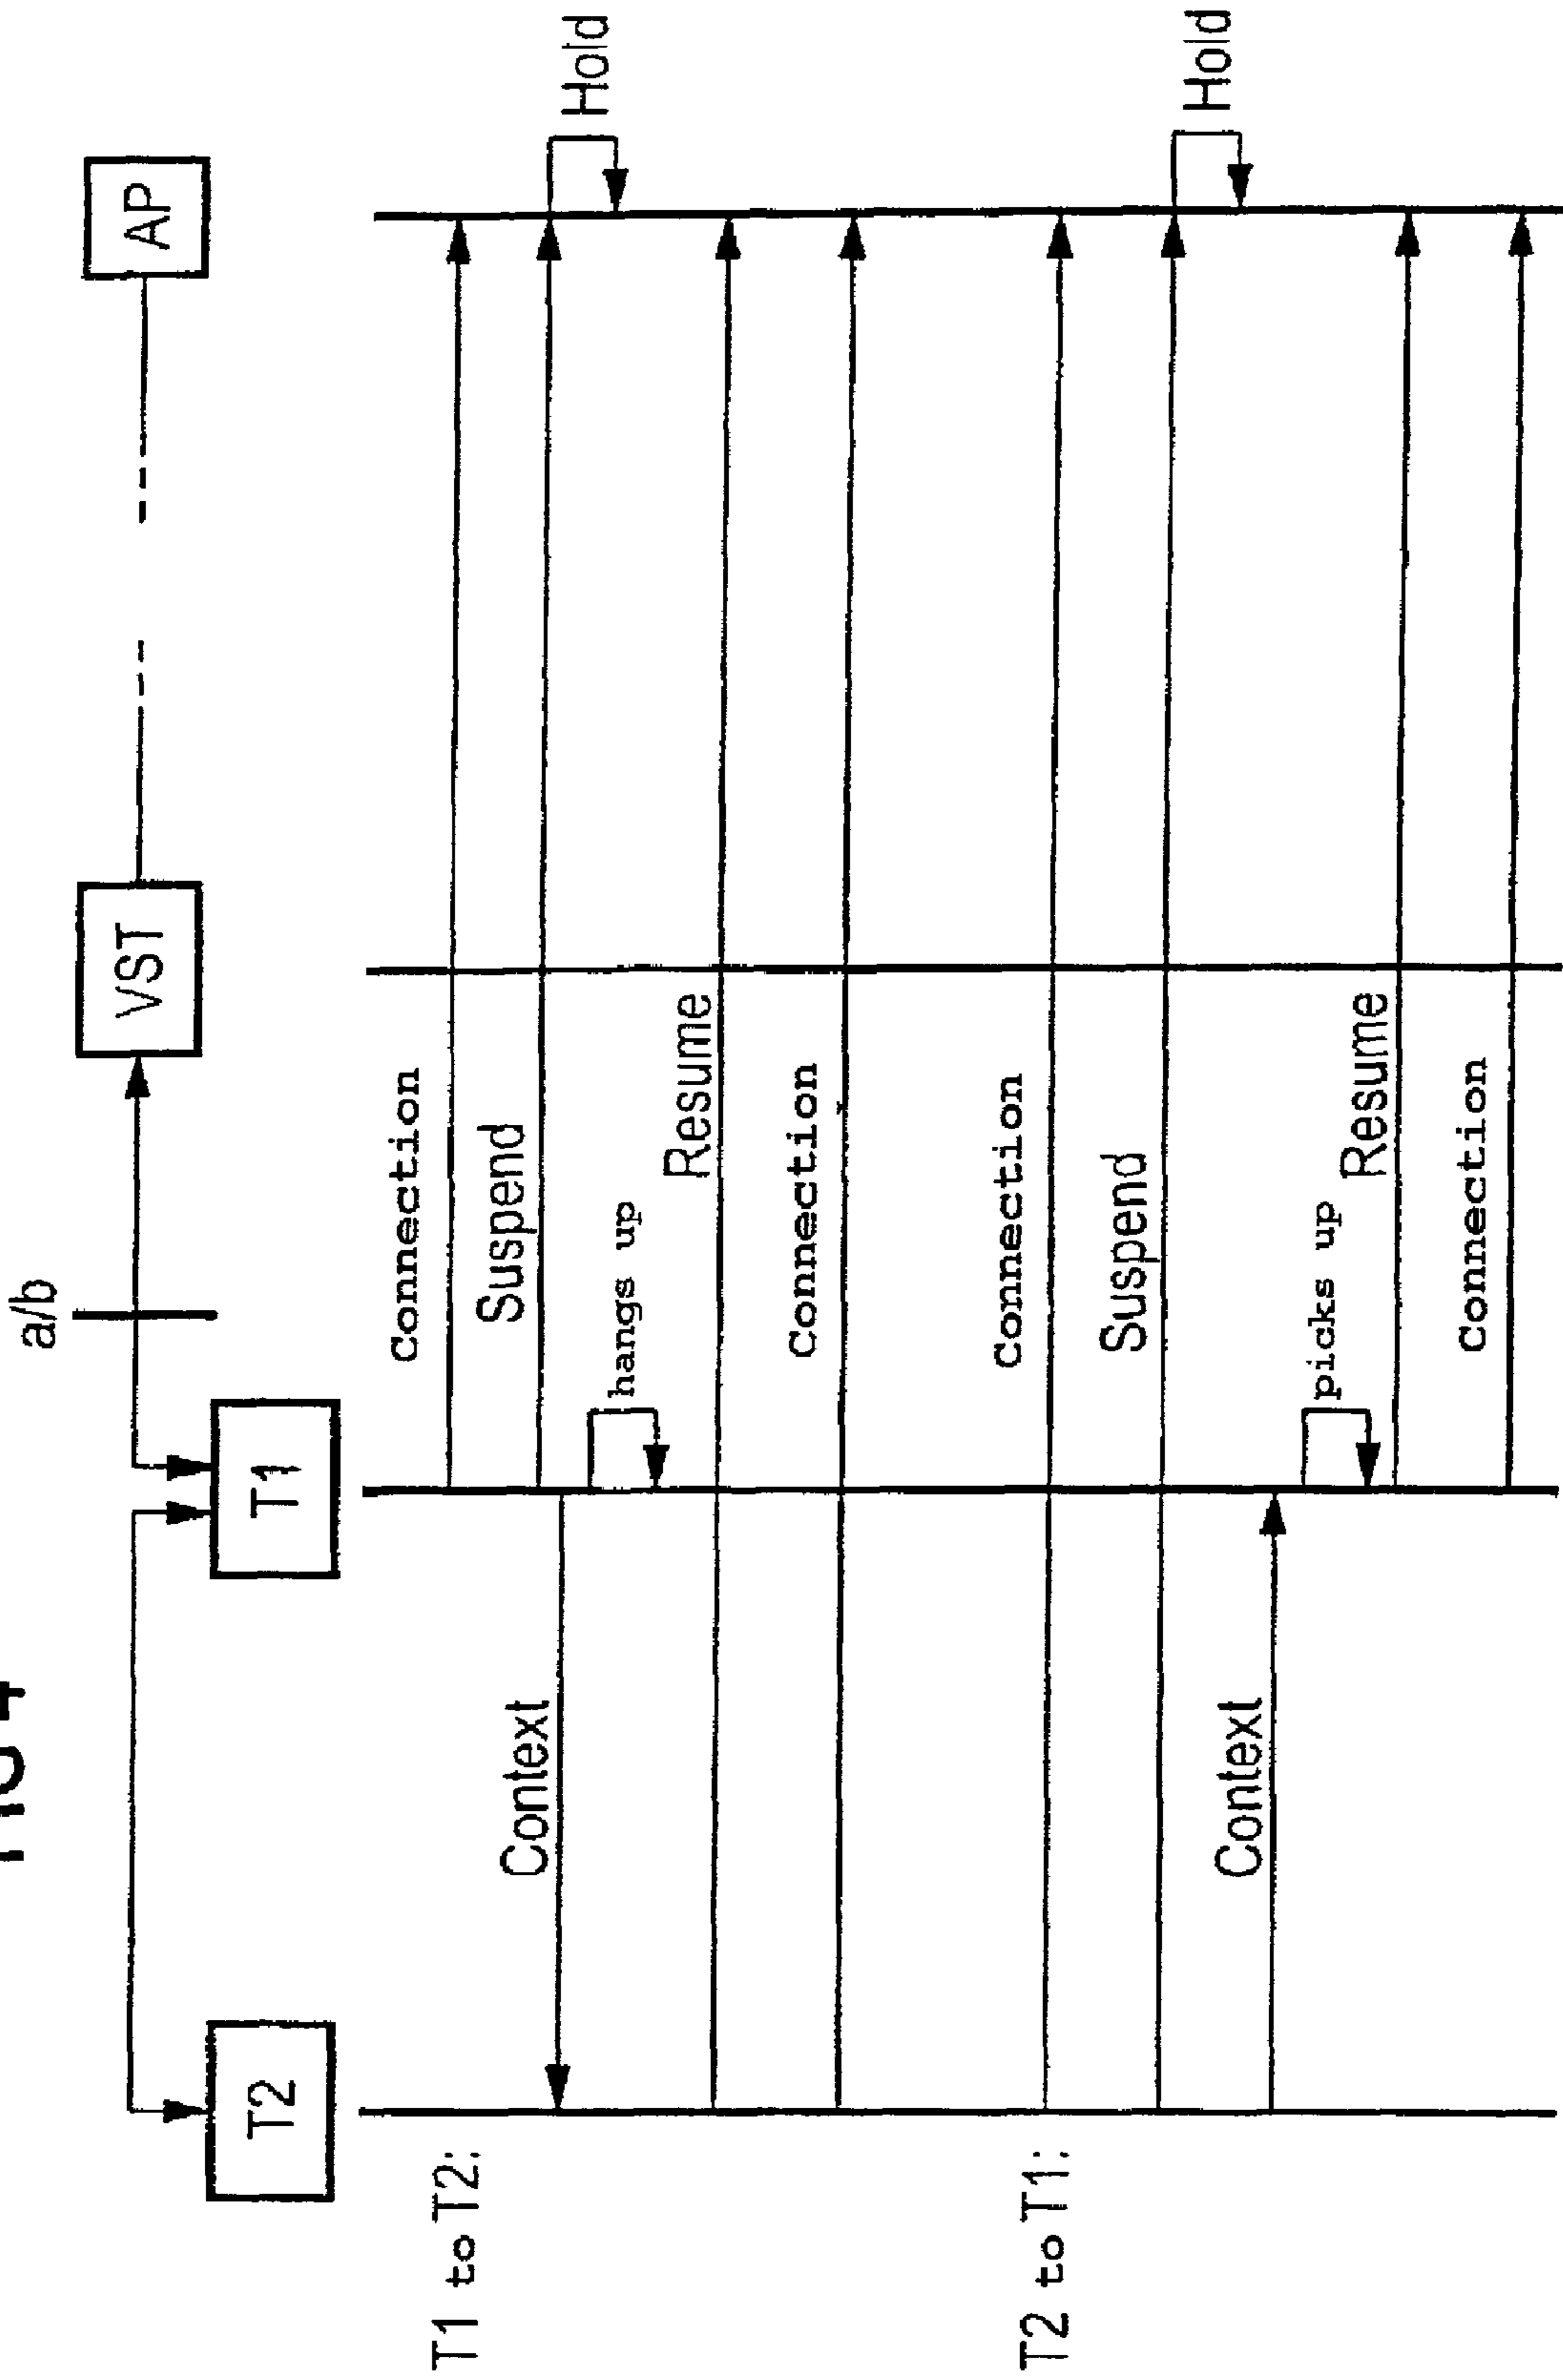 FIG 4
a/b
T2
T1
VST
AP
T1 to T2:
Connection
Suspend
Hold
Context
hangs up
Resume
Connection
T2 to T1:
Connection
Suspend
Hold
Context
picks up
Resume
Connection